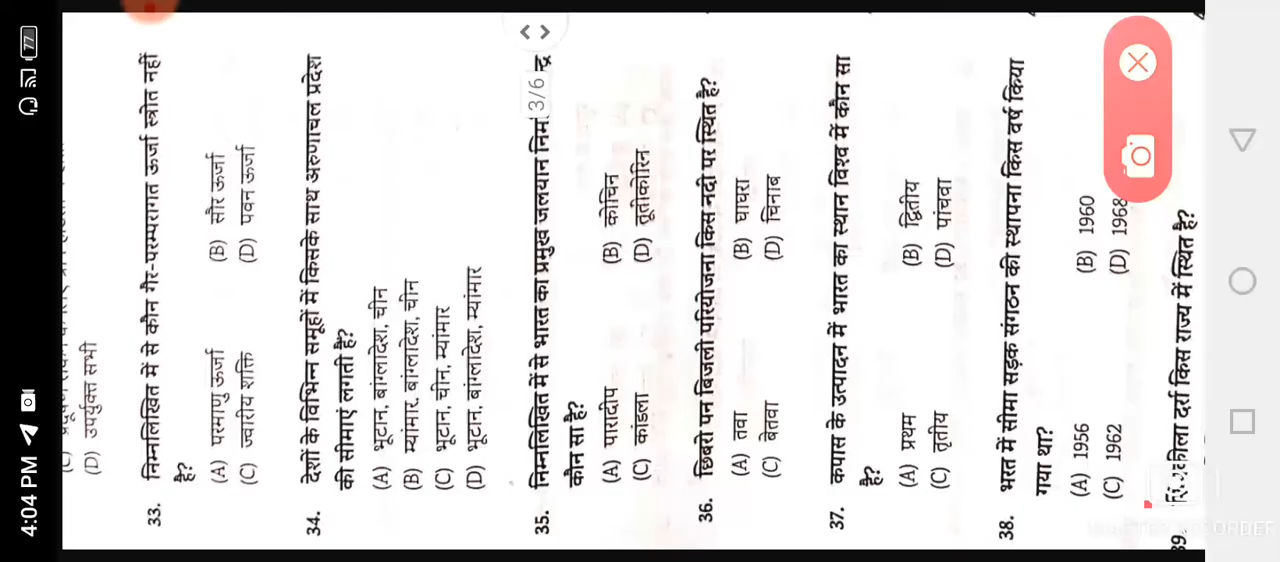 4:04 PM
77
(D) उपर्युक्त सभी
33. निम्नलिखित में से कौन गैर-परम्परागत ऊर्जा स्त्रोत नहीं
है?
(A) परमाणु ऊर्जा (B) सौर ऊर्जा
(C) ज्वारीय शक्ति (D) पवन ऊर्जा
34. देशों के विभिन्न समूहों में किसके साथ अरुणाचल प्रदेश
की सीमाएं लगती है?
(A) भूटान, बांग्लादेश, चीन
(B) म्यांमार, बांग्लादेश, चीन
(C) भूटान, चीन, म्यांमार
(D) भूटान, बांग्लादेश, म्यांमार
3/6
35. निम्नलिखित में से भारत का प्रमुख जलयान
कौन सा है?
(A) पारादीप (B) कोचिन
(C) कांडला (D) तूतीकोरिन
36. छिबरो पन बिजली परियोजना किस नदी पर स्थित है?
(A) तवा (B) घाघरा
(C) बेतवा (D) चिनाब
37. कपास के उत्पादन में भारत का स्थान विश्व में कौन सा
है?
(A) प्रथम (B) द्वितीय
(C) तृतीय (D) पांचवा
38. भरत में सीमा सड़क संगठन की स्थापना किस वर्ष किया
गया था?
(A) 1956 (B) 1960
(C) 1962 (D) 1968
39. दर्रा किस राज्य में स्थित है?